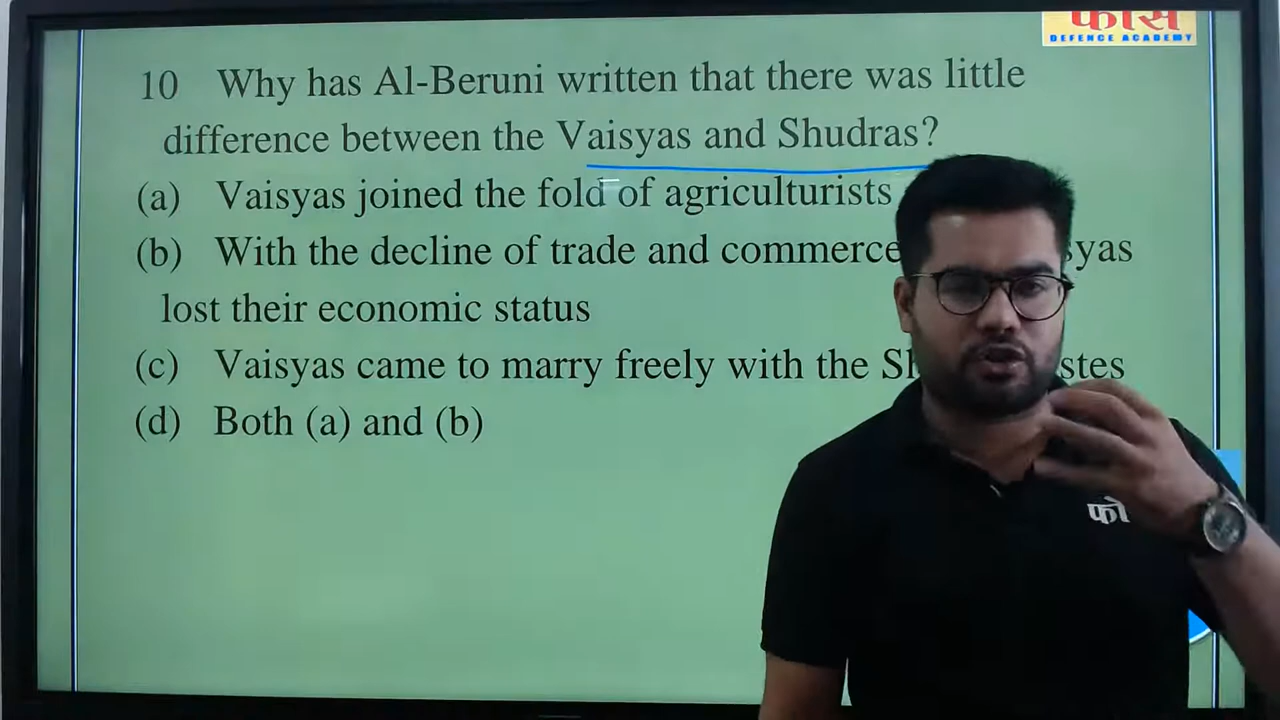 फोर्स
DEFENCE ACADEMY
10 Why has Al-Beruni written that there was little
difference between the Vaisyas and Shudras?
(a) Vaisyas joined the fold of agriculturists
(b) With the decline of trade and commerce
lost their economic status
(c) Vaisyas came to marry freely with the
(d) Both (a) and (b)
फो